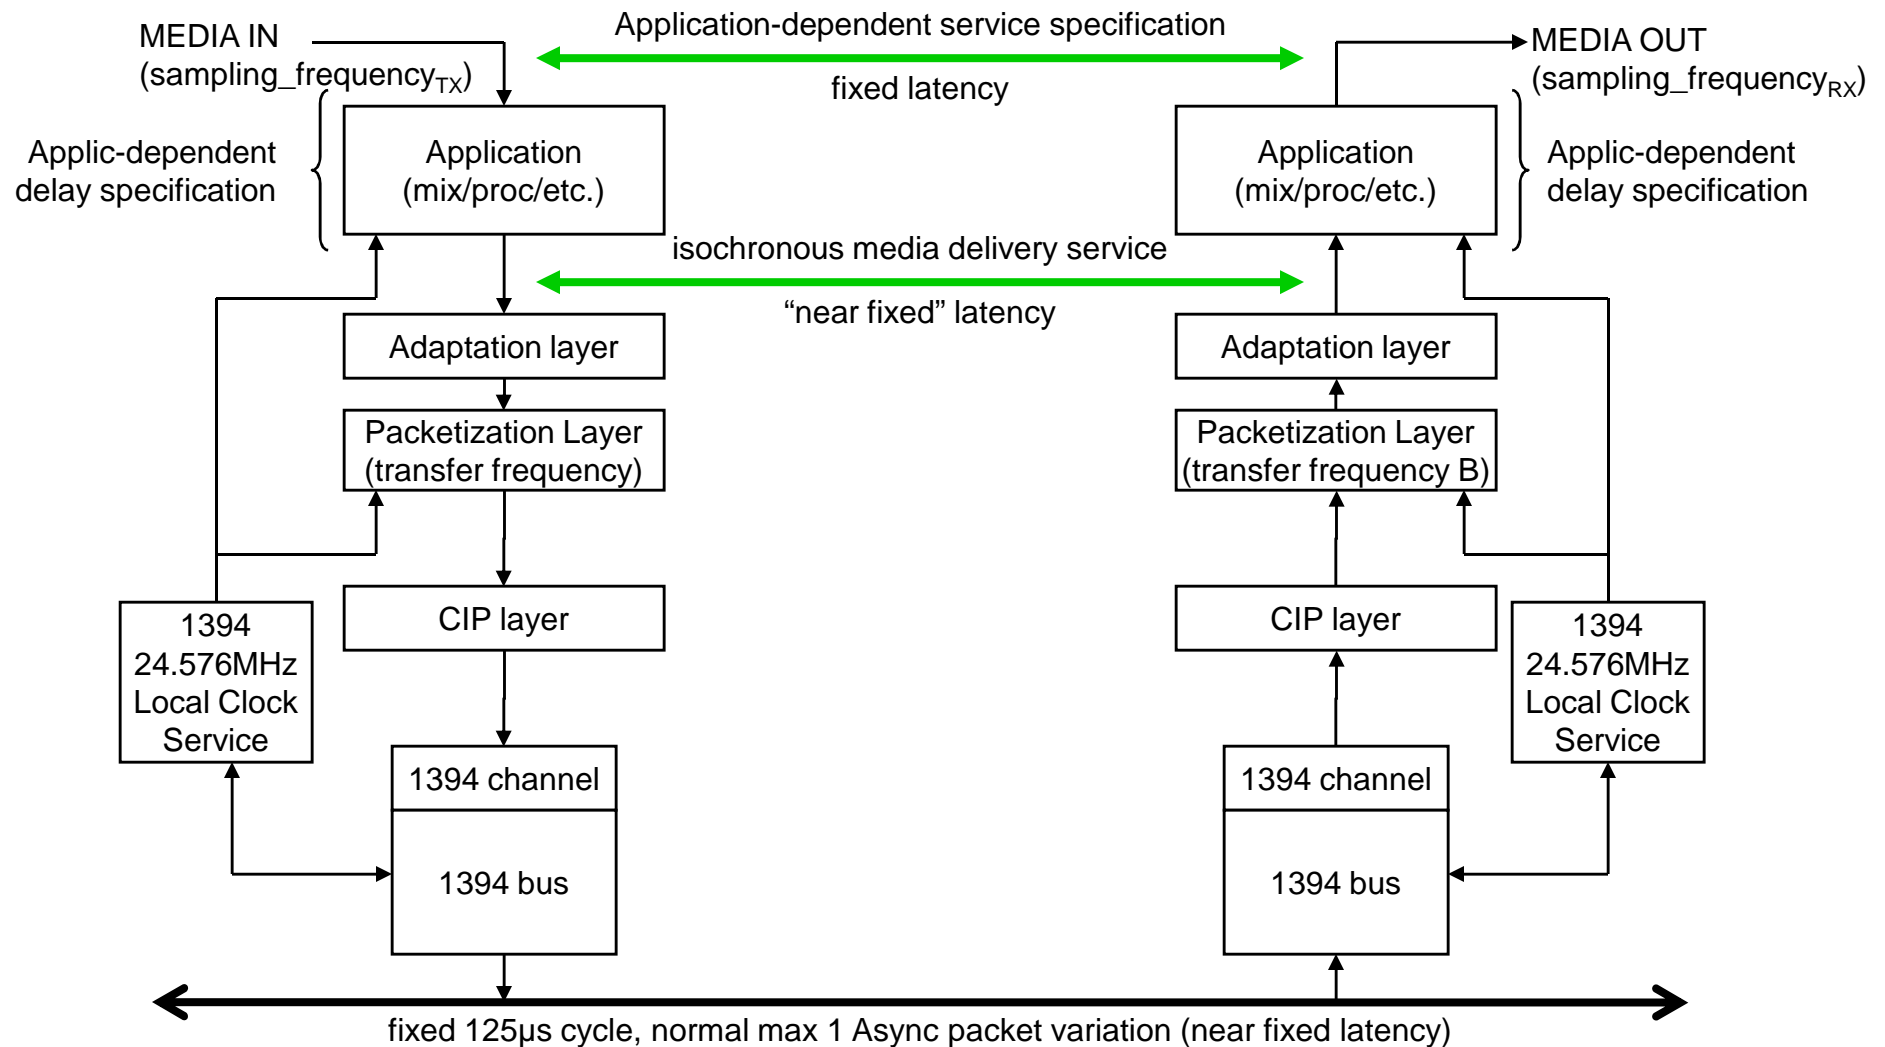 Application-dependent service specification
fixed latency
MEDIA IN
(sampling_frequencyTX)
MEDIA OUT
(sampling_frequencyRX)
Applic-dependent
delay specification
Application
(mix/proc/etc.)
Application
(mix/proc/etc.)
Applic-dependent
delay specification
isochronous media delivery service
“near fixed” latency
Adaptation layer
Adaptation layer
Packetization Layer
(transfer frequency)
Packetization Layer
(transfer frequency B)
CIP layer
CIP layer
1394
24.576MHz
Local Clock
Service
1394
24.576MHz
Local Clock
Service
1394 channel
1394 bus
1394 channel
1394 bus
fixed 125µs cycle, normal max 1 Async packet variation (near fixed latency)